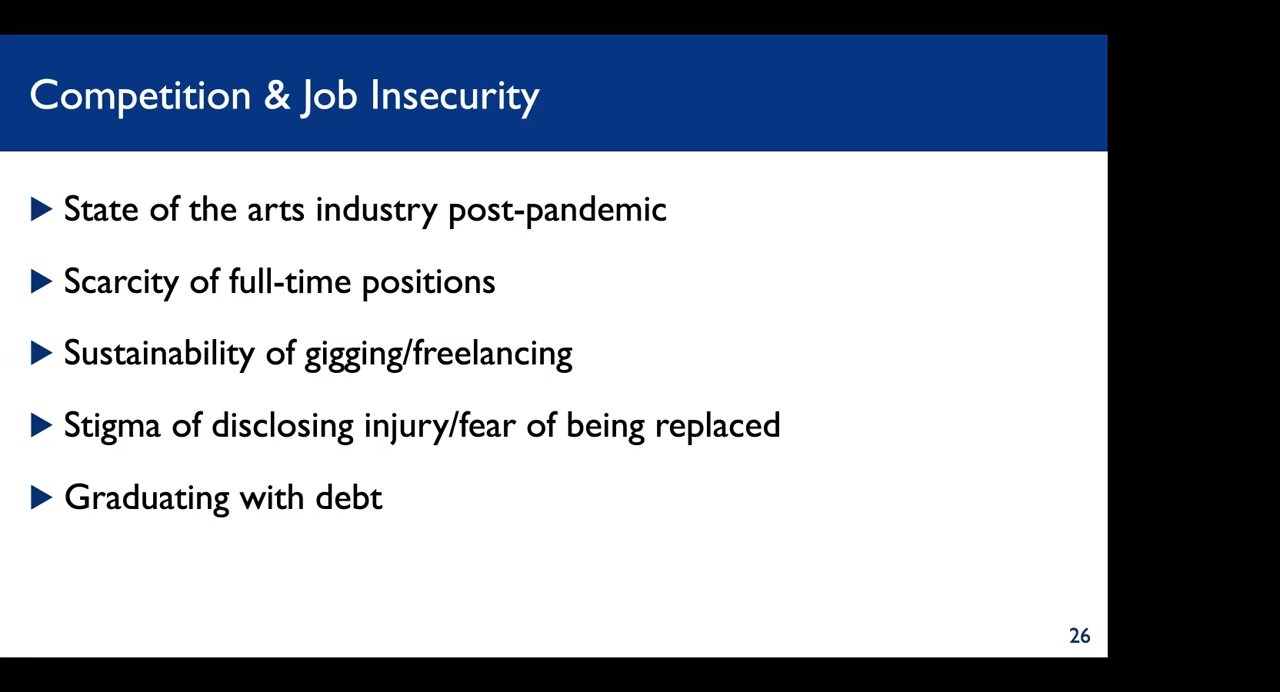 Competition & Job Insecurity
State of the arts industry post-pandemic
Scarcity of full-time positions
Sustainability of gigging/freelancing
Stigma of disclosing injury/fear of being replaced
Graduating with debt
26